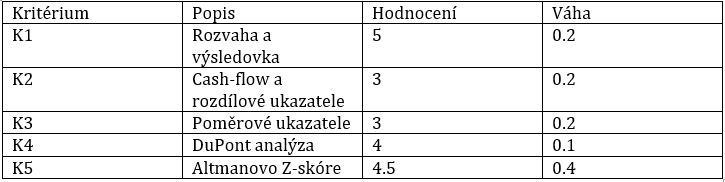 Kritérium Popis Hodnocení Váha
K1 Rozvaha a 5 0.2
výsledovka
K2 Cash-flow a 3 0.2
rozdílové ukazatele
K3 Poměrové ukazatele 3 0.2
K4 DuPont analýza 4 0.1
K5 Altmanovo Z-skóre 4.5 0.4